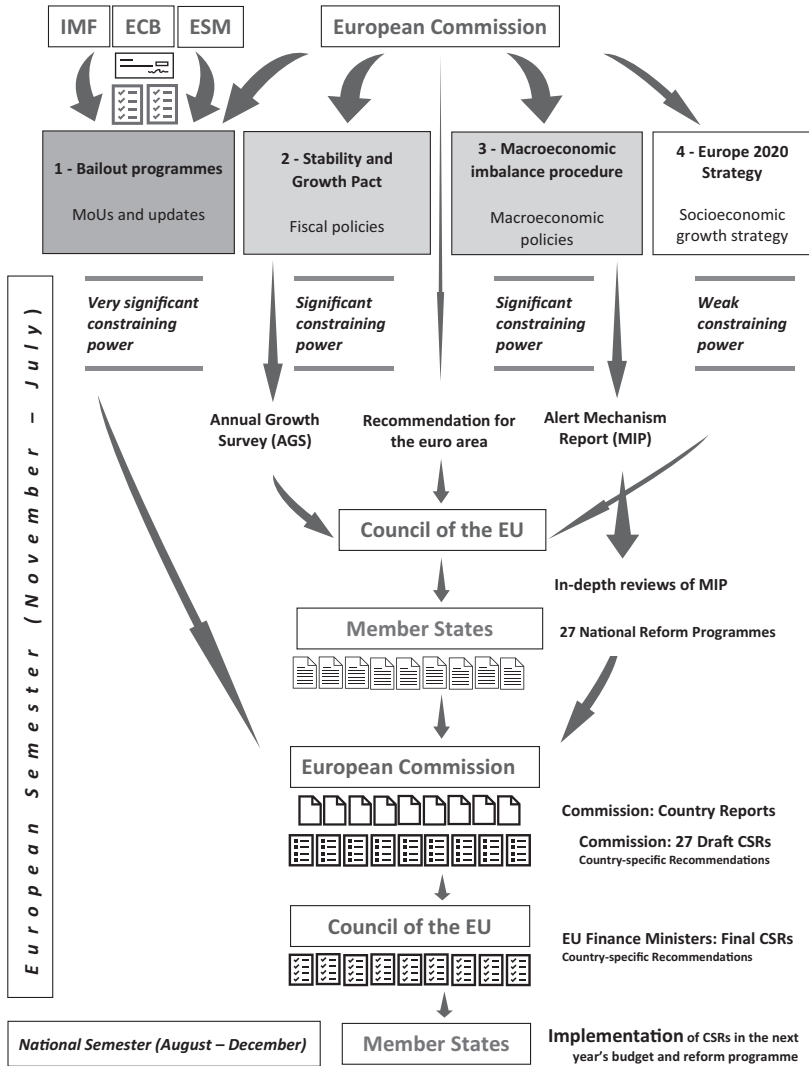 IMF ECB ESM European Commission
1 - Bailout programmes
MoUs and updates
2 - Stability and
Growth Pact
Fiscal policies
3 - Macroeconomic
imbalance procedure
Macroeconomic
policies
4 - Europe 2020
Strategy
Socioeconomic
growth strategy
European Semester (November – July)
Very significant
constraining
power
Significant
constraining
power
Significant
constraining
power
Weak
constraining
power
Annual Growth
Survey (AGS)
Recommendation for
the euro area
Alert Mechanism
Report (MIP)
Council of the EU
In-depth reviews of MIP
Member States
27 National Reform Programmes
European Commission
Commission: Country Reports
Commission: 27 Draft CSRs
Country-specific Recommendations
Council of the EU
EU Finance Ministers: Final CSRs
Country-specific Recommendations
National Semester (August – December)
Member States
Implementation of CSRs in the next
year's budget and reform programme